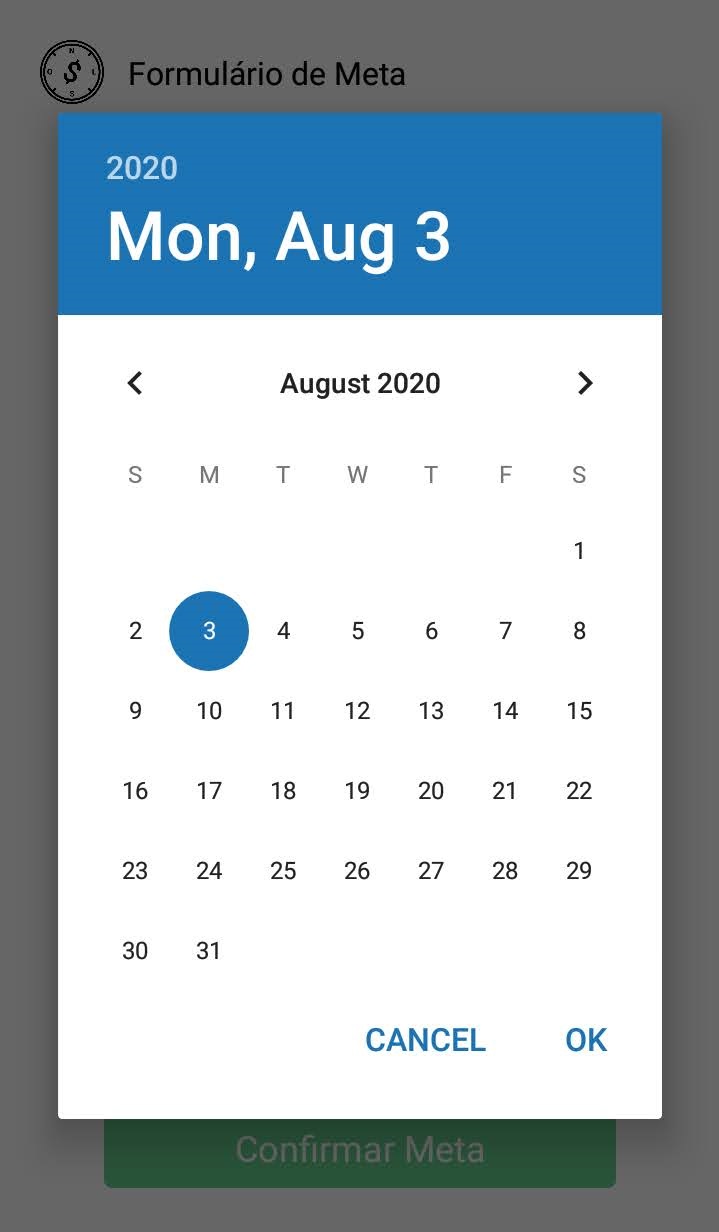 Formulário de Meta
2020
Mon, Aug 3
August 2020
S M T W T F S
1
2 3 4 5 6 7 8
9 10 11 12 13 14 15
16 17 18 19 20 21 22
23 24 25 26 27 28 29
30 31
CANCEL OK
Confirmar Meta